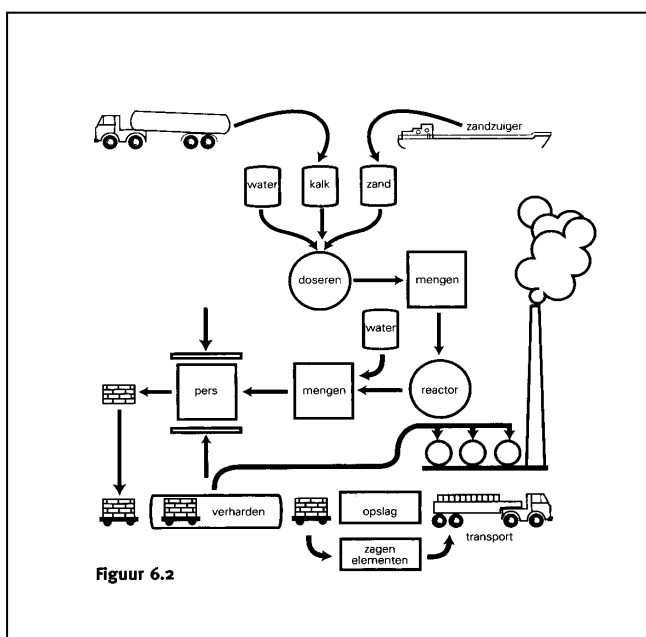 zandzuiger
water
kalk
zand
doseren
mengen
water
pers
mengen
reactor
verharden
opslag
transport
zagen
elementen
Figuur 6.2